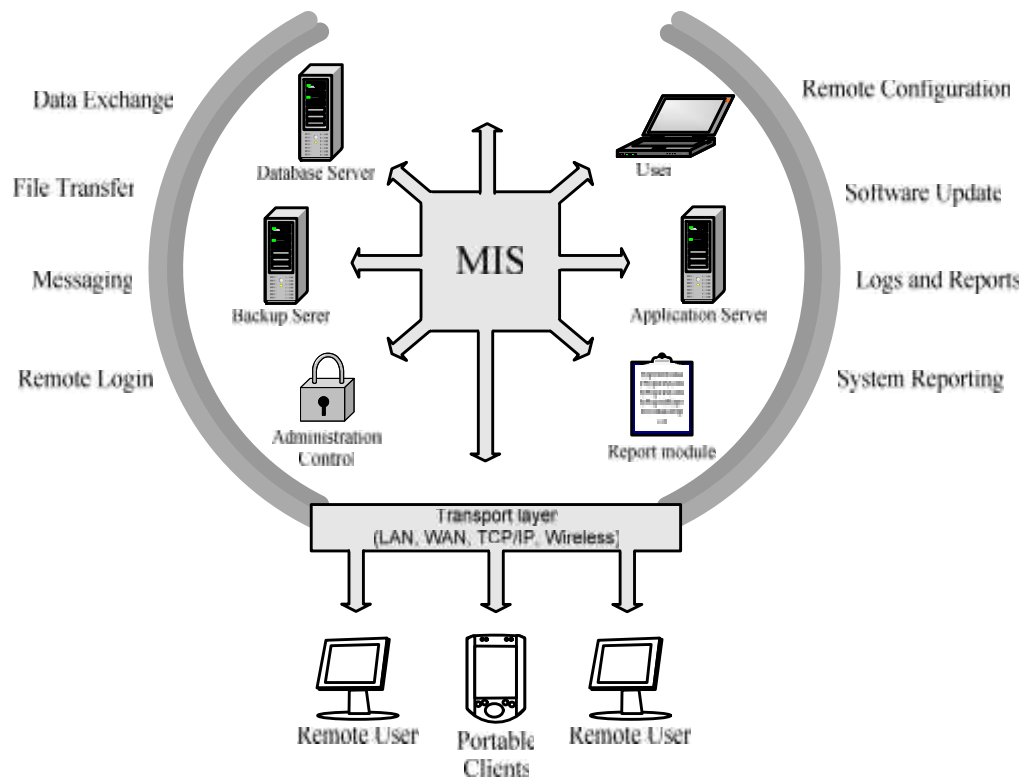 Data Exchange
Remote Configuration
Database Server
User
File Transfer
Software Update
MIS
Messaging
Logs and Reports
Backup Serer
Application Server
Remote Login
System Reporting
Administration
Control
Report module
Transport layer
(LAN, WAN, TCP/IP, Wireless)
Remote User
Portable
Clients
Remote User